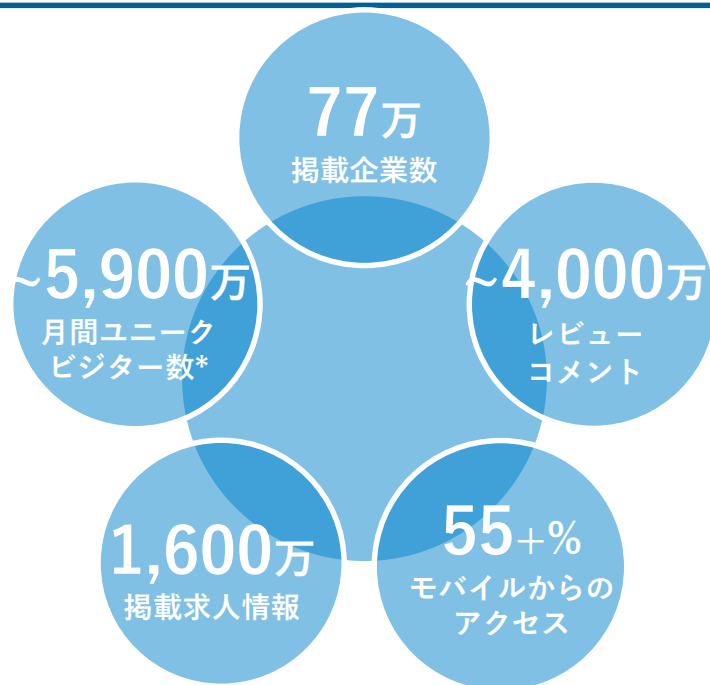 77万
掲載企業数
~5,900万
月間ユニーク
ビジター数*
~4,000万
レビュー
コメント
1,600万
掲載求人情報
55+%
モバイルからの
アクセス